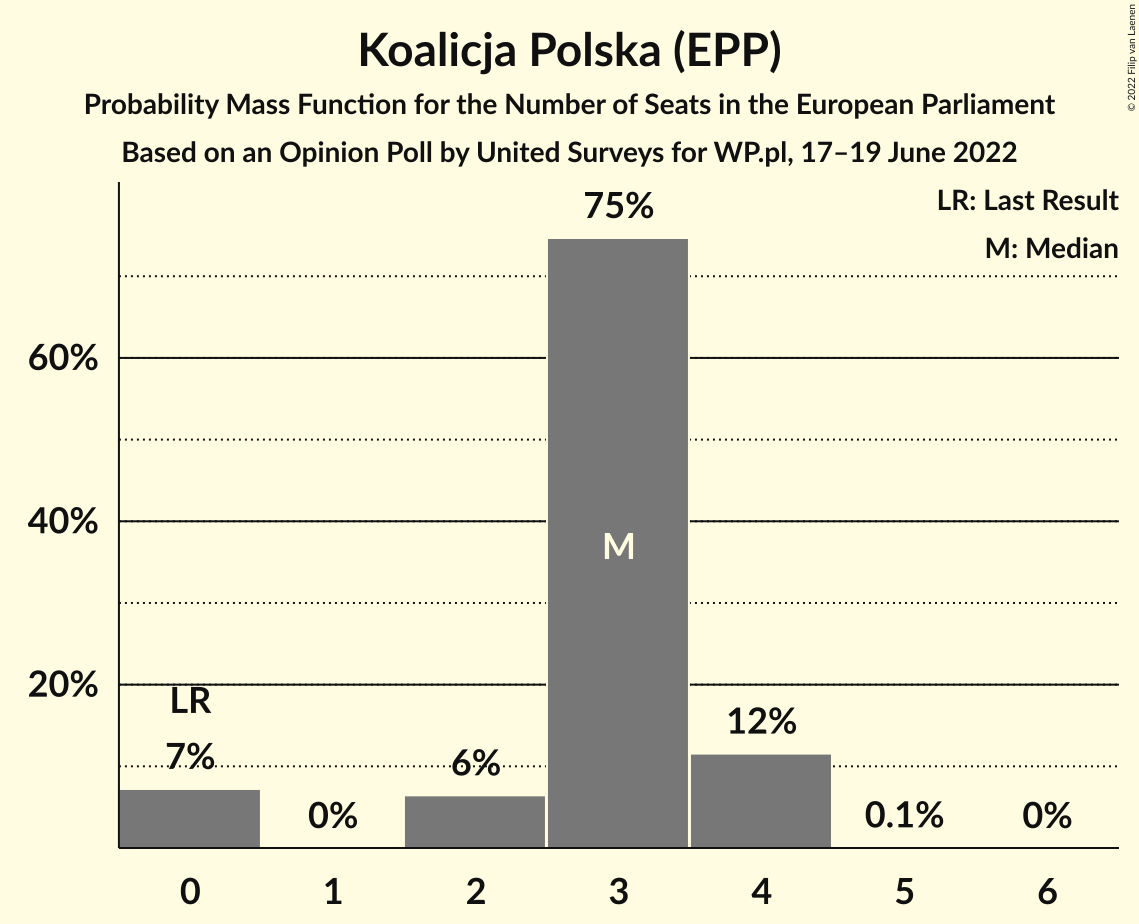 Koalicja Polska (EPP)
Probability Mass Function for the Number of Seats in the European Parliament
Based on an Opinion Poll by United Surveys for WP.pl, 17–19 June 2022
© 2022 Filip van Laenen
LR: Last Result
M: Median
75%
60%
40%
20%
M
LR
7%
0%
6%
12%
0.1%
0%
0 1 2 3 4 5 6